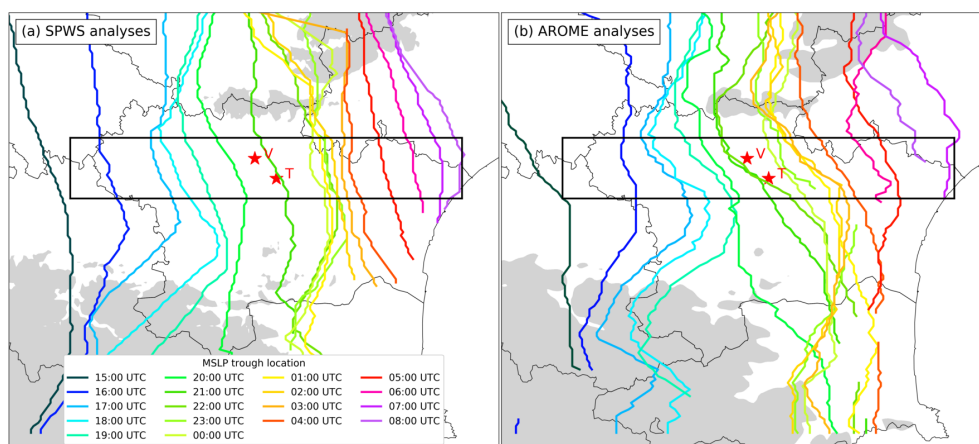 (a) SPWS analyses
V
T
MSLP trough location
15:00 UTC
16:00 UTC
17:00 UTC
18:00 UTC
19:00 UTC
20:00 UTC
21:00 UTC
22:00 UTC
23:00 UTC
00:00 UTC
01:00 UTC
02:00 UTC
03:00 UTC
04:00 UTC
05:00 UTC
06:00 UTC
07:00 UTC
08:00 UTC
(b) AROME analyses
V
T